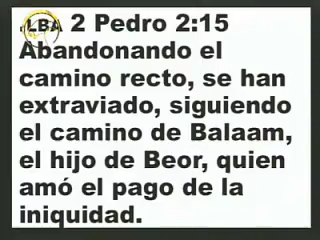 LBA 2 Pedro 2:15
Abandonando el
camino recto, se han
extraviado, siguiendo
el camino de Balaam,
el hijo de Beor, quien
amó el pago de la
iniquidad.